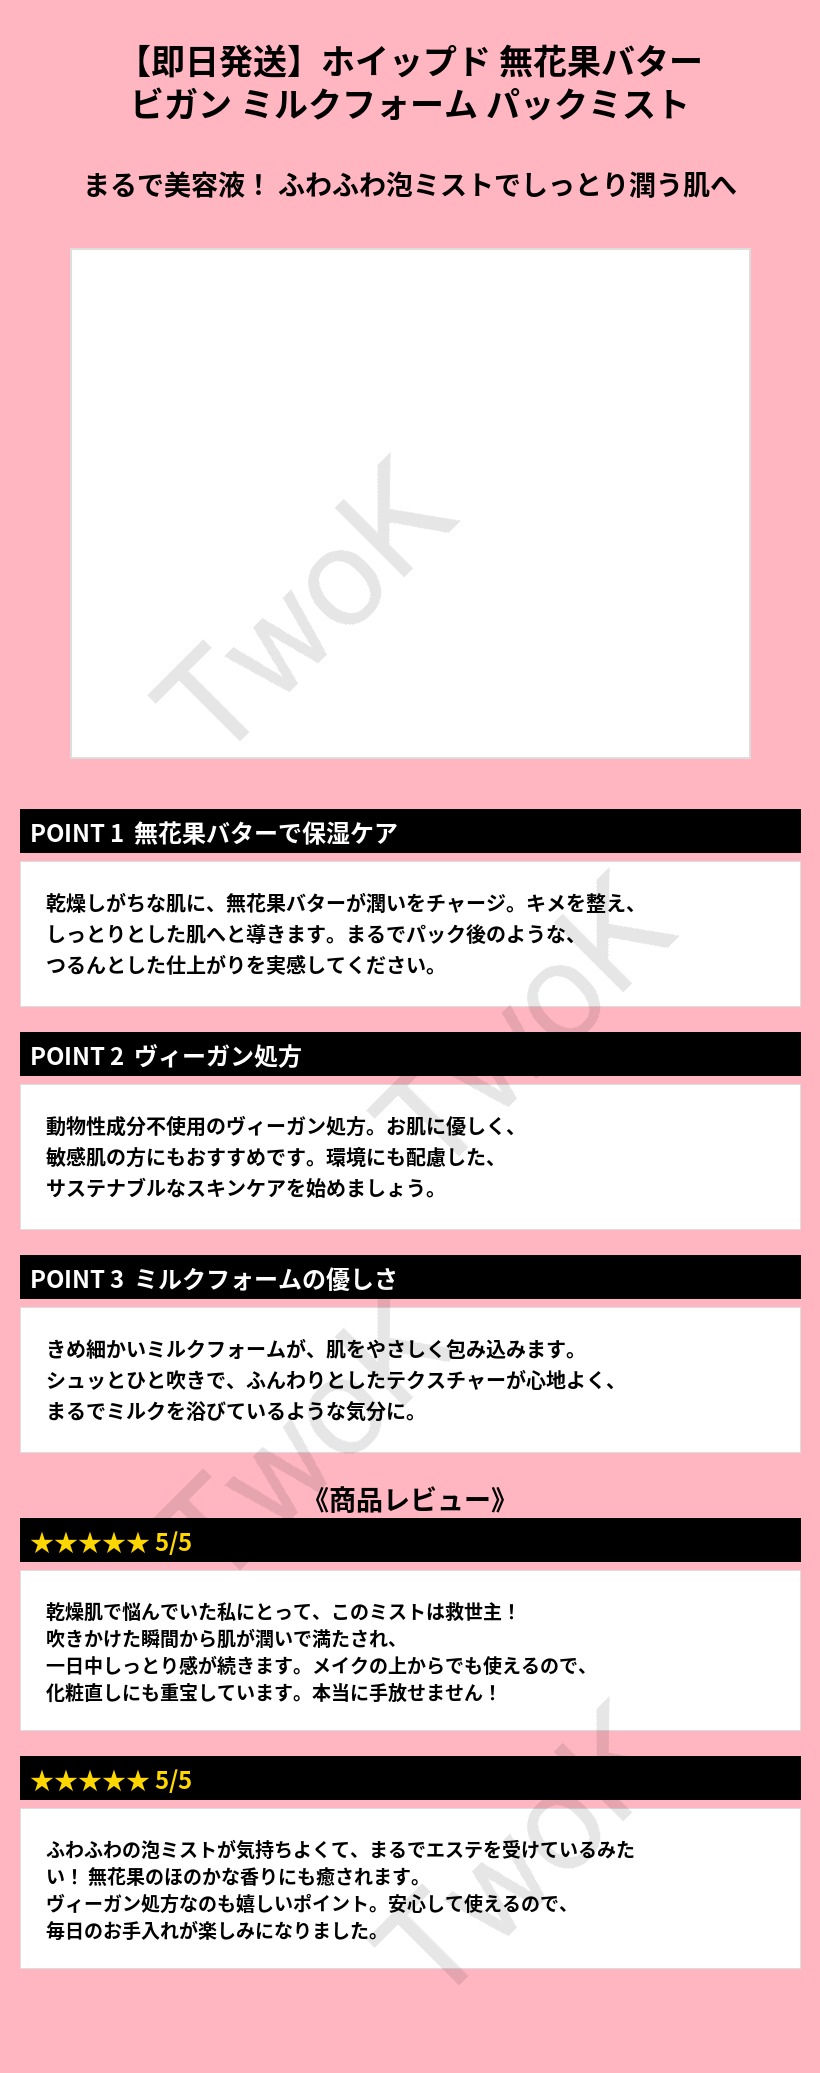 【即日発送】ホイップド 無花果バター
ビガン ミルクフォーム パックミスト
まるで美容液！ ふわふわ泡ミストでしっとり潤う肌へ
TwoK
POINT 1 無花果バターで保湿ケア
乾燥しがちな肌に、無花果バターが潤いをチャージ。キメを整え、
しっとりとした肌へと導きます。まるでパック後のような、
つるんとした仕上がりを実感してください。
TwoK
POINT 2 ヴィーガン処方
動物性成分不使用のヴィーガン処方。お肌に優しく、
敏感肌の方にもおすすめです。環境にも配慮した、
サステナブルなスキンケアを始めましょう。
POINT 3 ミルクフォームの優しさ
きめ細かいミルクフォームが、肌をやさしく包み込みます。
シュッとひと吹きで、ふんわりとしたテクスチャーが心地よく、
まるでミルクを浴びているような気分に。
TwoK
《商品レビュー》
★★★★★ 5/5
乾燥肌で悩んでいた私にとって、このミストは救世主！
吹きかけた瞬間から肌が潤いで満たされ、
一日中しっとり感が続きます。メイクの上からでも使えるので、
化粧直しにも重宝しています。本当に手放せません！
★★★★★ 5/5
ふわふわの泡ミストが気持ちよくて、まるでエステを受けているみた
い！ 無花果のほのかな香りにも癒されます。
ヴィーガン処方なのも嬉しいポイント。安心して使えるので、
毎日のお手入れが楽しみになりました。
TwoK